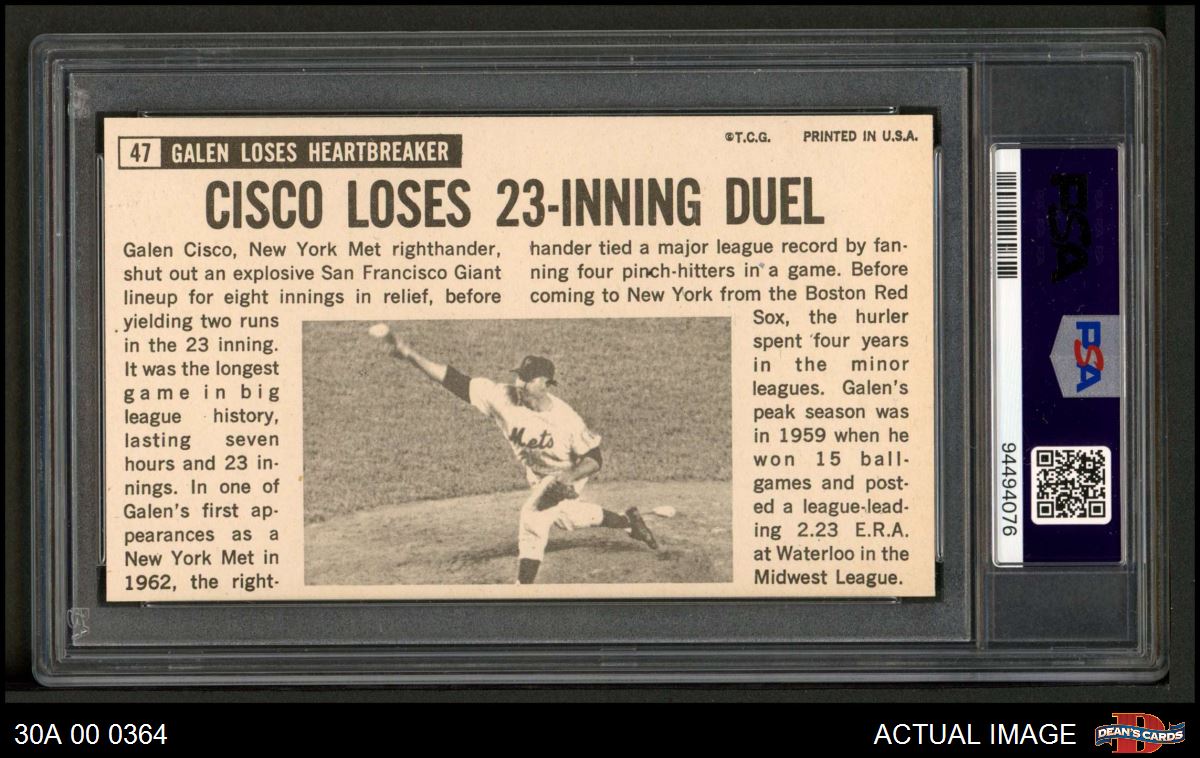 47 GALEN LOSES HEARTBREAKER
©T.C.G. PRINTED IN U.S.A.
CISCO LOSES 23-INNING DUEL
Galen Cisco, New York Met righthander,
shut out an explosive San Francisco Giant
lineup for eight innings in relief, before
yielding two runs
in the 23 inning.
It was the longest
game in big
league history,
lasting seven
hours and 23 in-
nings. In one of
Galen's first ap-
pearances as a
New York Met in
1962, the right-
hander tied a major league record by fan-
ning four pinch-hitters in a game. Before
coming to New York from the Boston Red
Sox, the hurler
spent four years
in the minor
leagues. Galen's
peak season was
in 1959 when he
won 15 ball-
games and post-
ed a league-lead-
ing 2.23 E.R.A.
at Waterloo in the
Midwest League.
Mets
PSA
PSA
94494076
30A 00 0364
ACTUAL IMAGE
DEAN'S CARDS